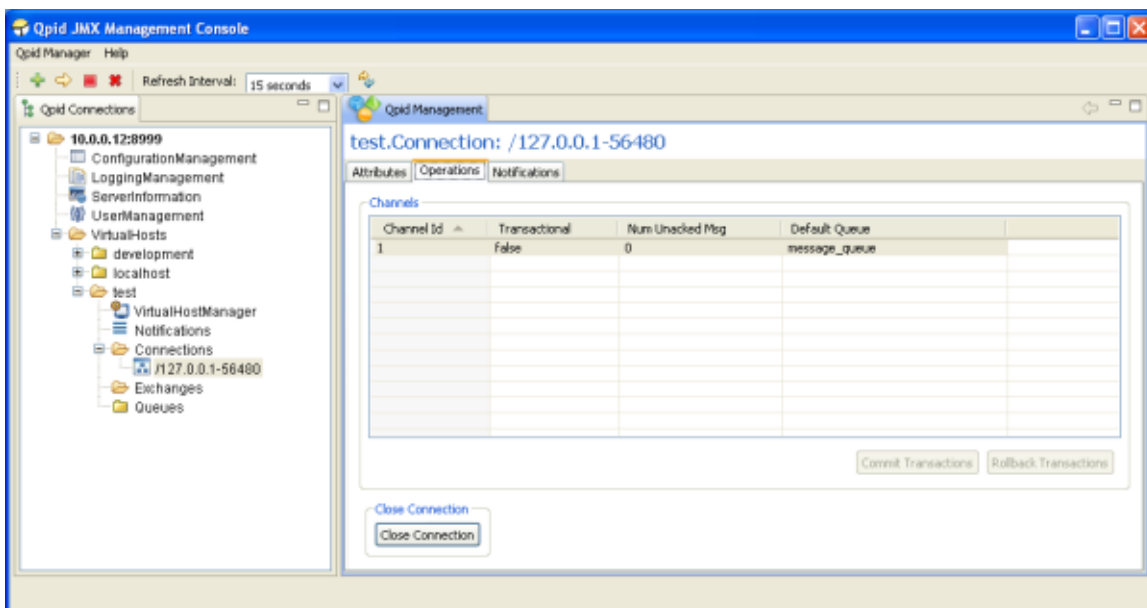 Qpid JMX Management Console
Qpid Manager Help
Refresh Interval: 15 seconds
Qpid Connections
Qpid Management
10.0.0.12:8999
ConfigurationManagement
LoggingManagement
ServerInformation
UserManagement
VirtualHosts
development
localhost
test
VirtualHostManager
Notifications
Connections
/127.0.0.1-56480
Exchanges
Queues
test.Connection: /127.0.0.1-56480
Attributes Operations Notifications
Channels
Channel Id Transactional Num Unacked Msg Default Queue
1 false 0 message_queue
Commit Transactions Rollback Transactions
Close Connection
Close Connection